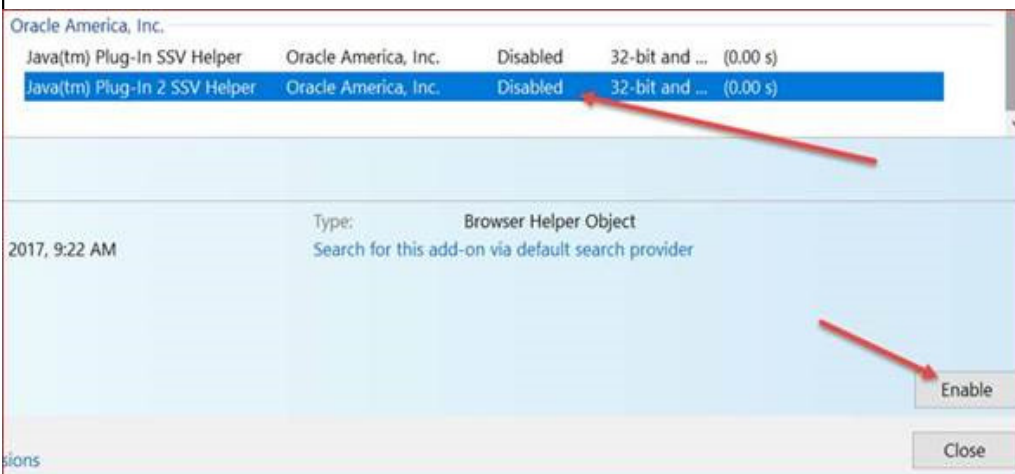 Oracle America, Inc.
Java(tm) Plug-In SSV Helper Oracle America, Inc. Disabled 32-bit and ... (0.00 s)
Java(tm) Plug-In 2 SSV Helper Oracle America, Inc. Disabled 32-bit and ... (0.00 s)
Type: Browser Helper Object
2017, 9:22 AM Search for this add-on via default search provider
Enable
sions Close